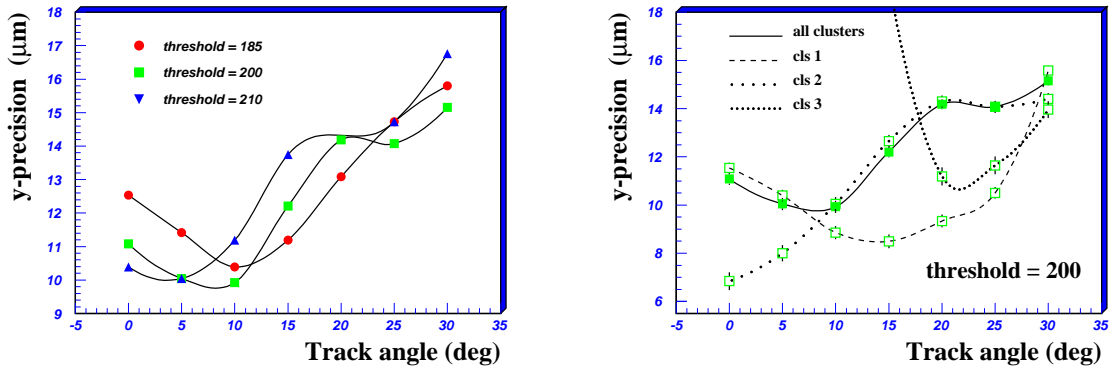 y-precision (μm)
18
17
16
15
14
13
12
11
10
9
threshold = 185
threshold = 200
threshold = 210
-5 0 5 10 15 20 25 30 35
Track angle (deg)
y-precision (μm)
18
16
14
12
10
8
6
all clusters
cls 1
cls 2
cls 3
threshold = 200
-5 0 5 10 15 20 25 30 35
Track angle (deg)